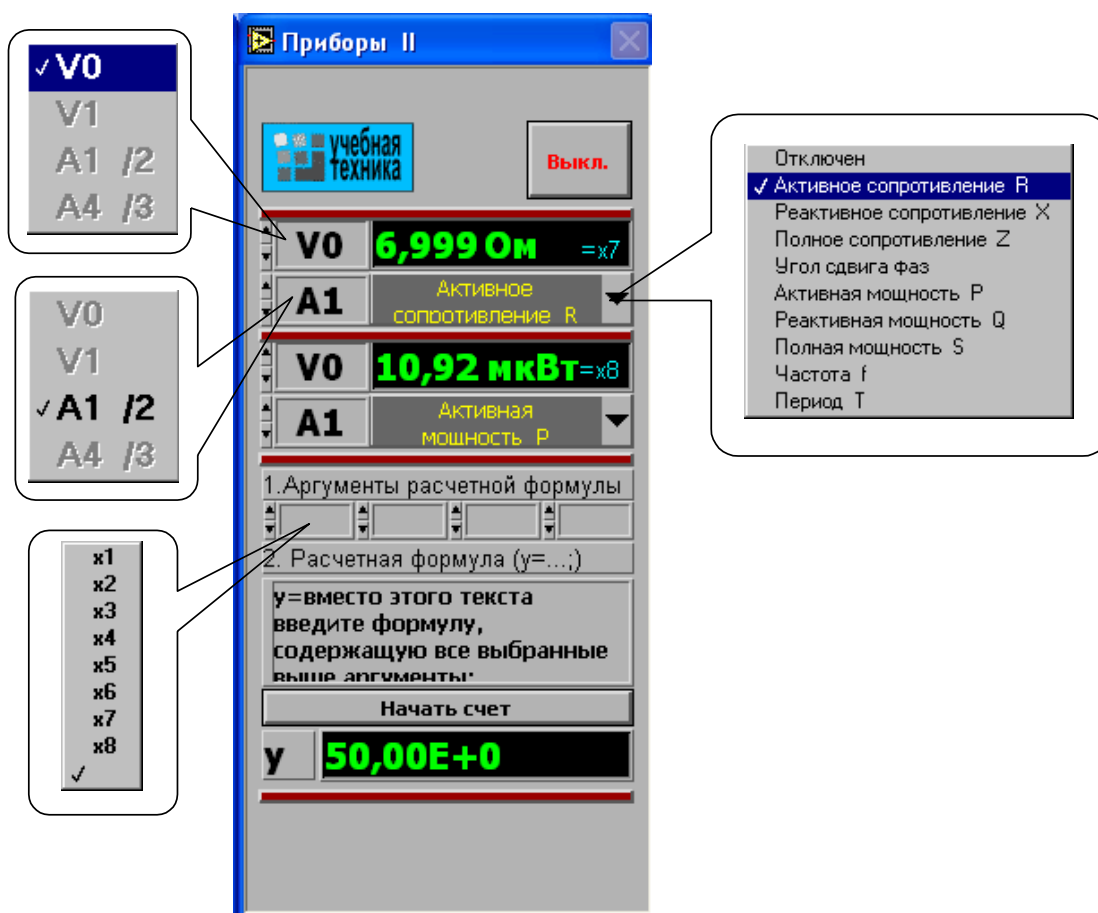 V0
V1
A1 /2
A4 /3
V0
V1
A1 /2
A4 /3
x1
x2
x3
x4
x5
x6
x7
x8
Приборы II
учебная
техника
Выкл.
V0 6,999 Ом =x7
A1 Активное
сопротивление R
V0 10,92 мкВт =x8
A1 Активная
мощность P
1.Аргументы расчетной формулы
2. Расчетная формула (y=...;)
y=вместо этого текста
введите формулу,
содержащую все выбранные
выше аргументы;
Начать счет
y 50,00E+0
Отключен
Активное сопротивление R
Реактивное сопротивление X
Полное сопротивление Z
Угол сдвига фаз
Активная мощность P
Реактивная мощность Q
Полная мощность S
Частота f
Период T